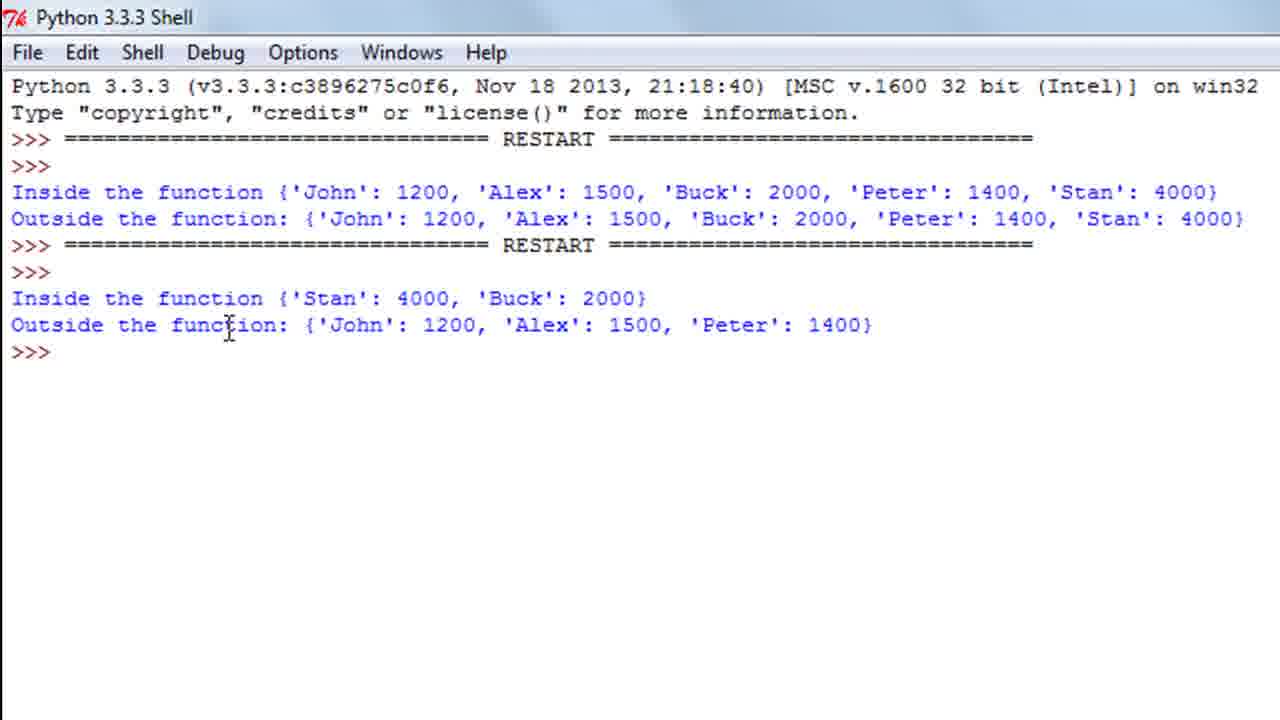 Python 3.3.3 Shell
File Edit Shell Debug Options Windows Help
Python 3.3.3 (v3.3.3:c3896275c0f6, Nov 18 2013, 21:18:40) [MSC v.1600 32 bit (Intel)] on win32
Type "copyright", "credits" or "license()" for more information.
>>> ================================ RESTART ================================
>>>
Inside the function {'John': 1200, 'Alex': 1500, 'Buck': 2000, 'Peter': 1400, 'Stan': 4000}
Outside the function: {'John': 1200, 'Alex': 1500, 'Buck': 2000, 'Peter': 1400, 'Stan': 4000}
>>> ================================ RESTART ================================
>>>
Inside the function {'Stan': 4000, 'Buck': 2000}
Outside the function: {'John': 1200, 'Alex': 1500, 'Peter': 1400}
>>>